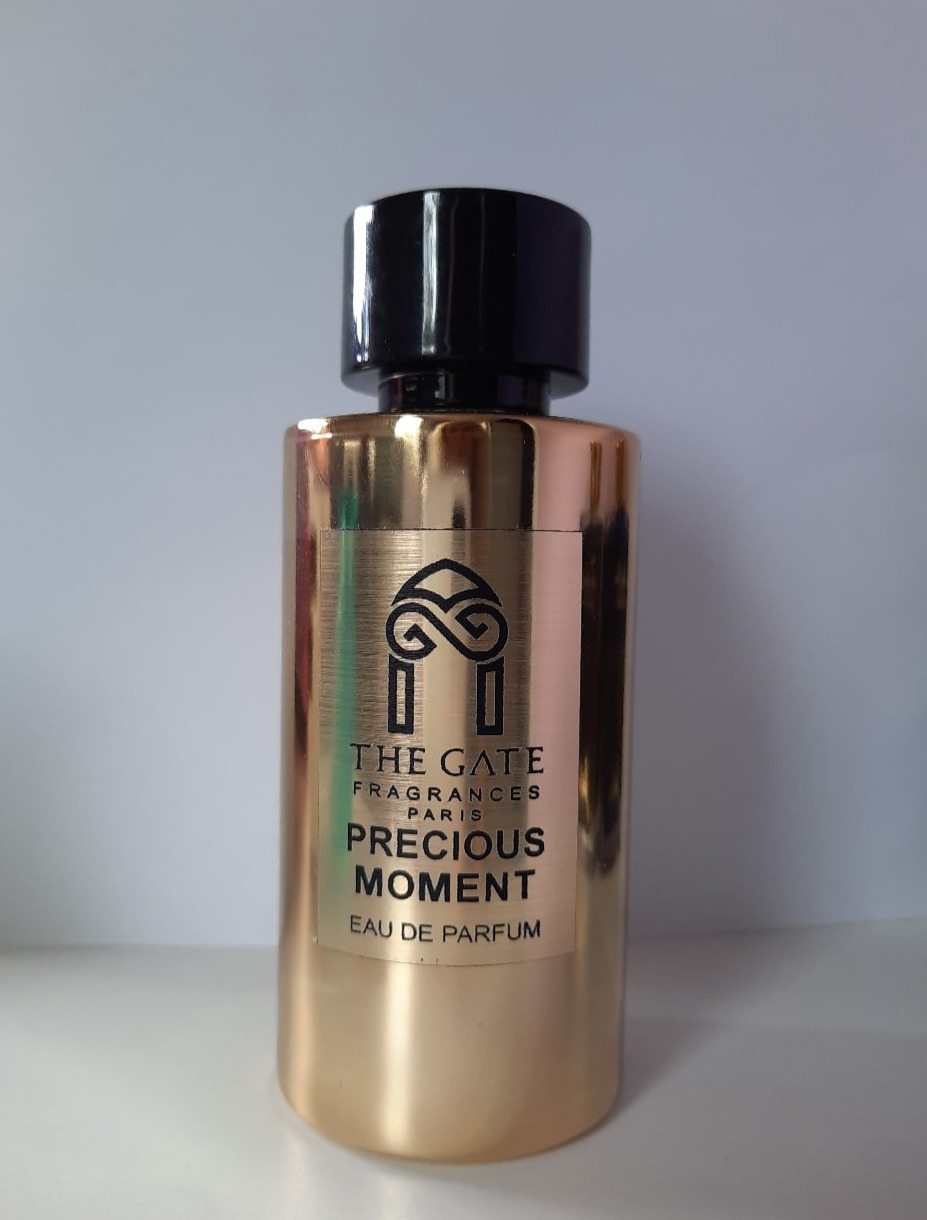 THE GATE
FRAGRANCES
PARIS
PRECIOUS
MOMENT
EAU DE PARFUM